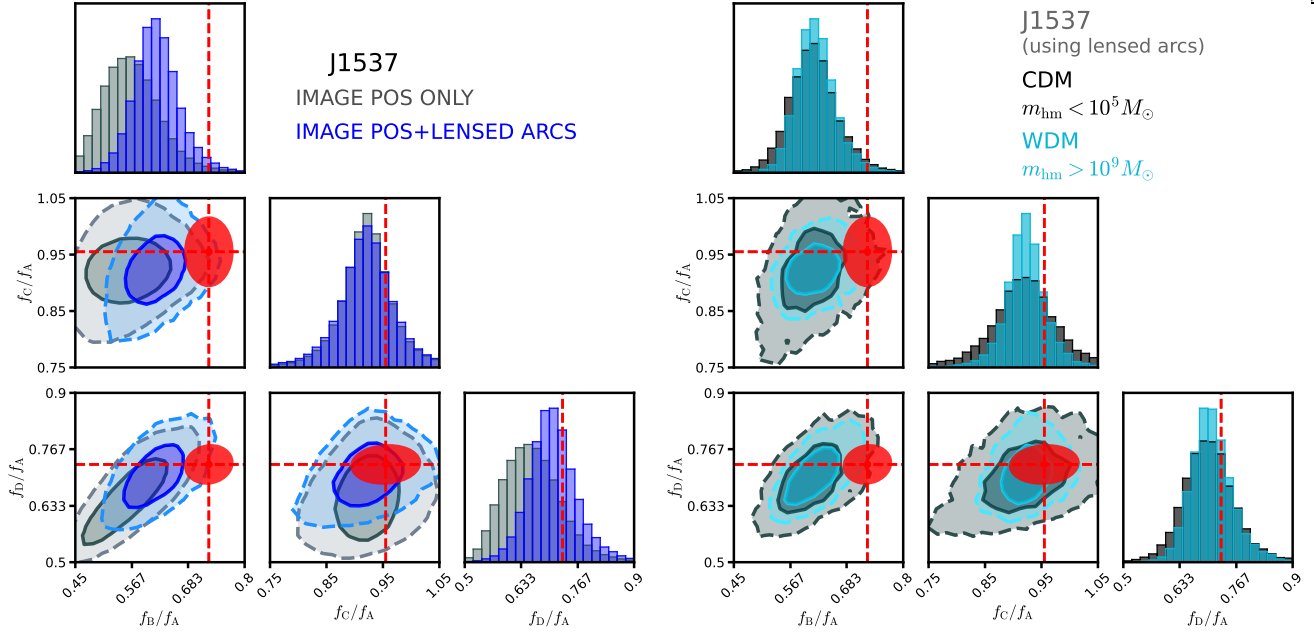 J1537
IMAGE POS ONLY
IMAGE POS+LENSED ARCS
1.05
0.95
0.85
0.75
f_C/f_A
0.9
0.767
0.633
0.5
f_D/f_A
0.45
0.567
0.683
0.8
f_B/f_A
0.75
0.85
0.95
1.05
f_C/f_A
0.5
0.633
0.767
0.9
f_D/f_A
J1537
(using lensed arcs)
CDM
m_hm < 10^5 M_⊙
WDM
m_hm > 10^9 M_⊙
1.05
0.95
0.85
0.75
f_C/f_A
0.9
0.767
0.633
0.5
f_D/f_A
0.45
0.567
0.683
0.8
f_B/f_A
0.75
0.85
0.95
1.05
f_C/f_A
0.5
0.633
0.767
0.9
f_D/f_A